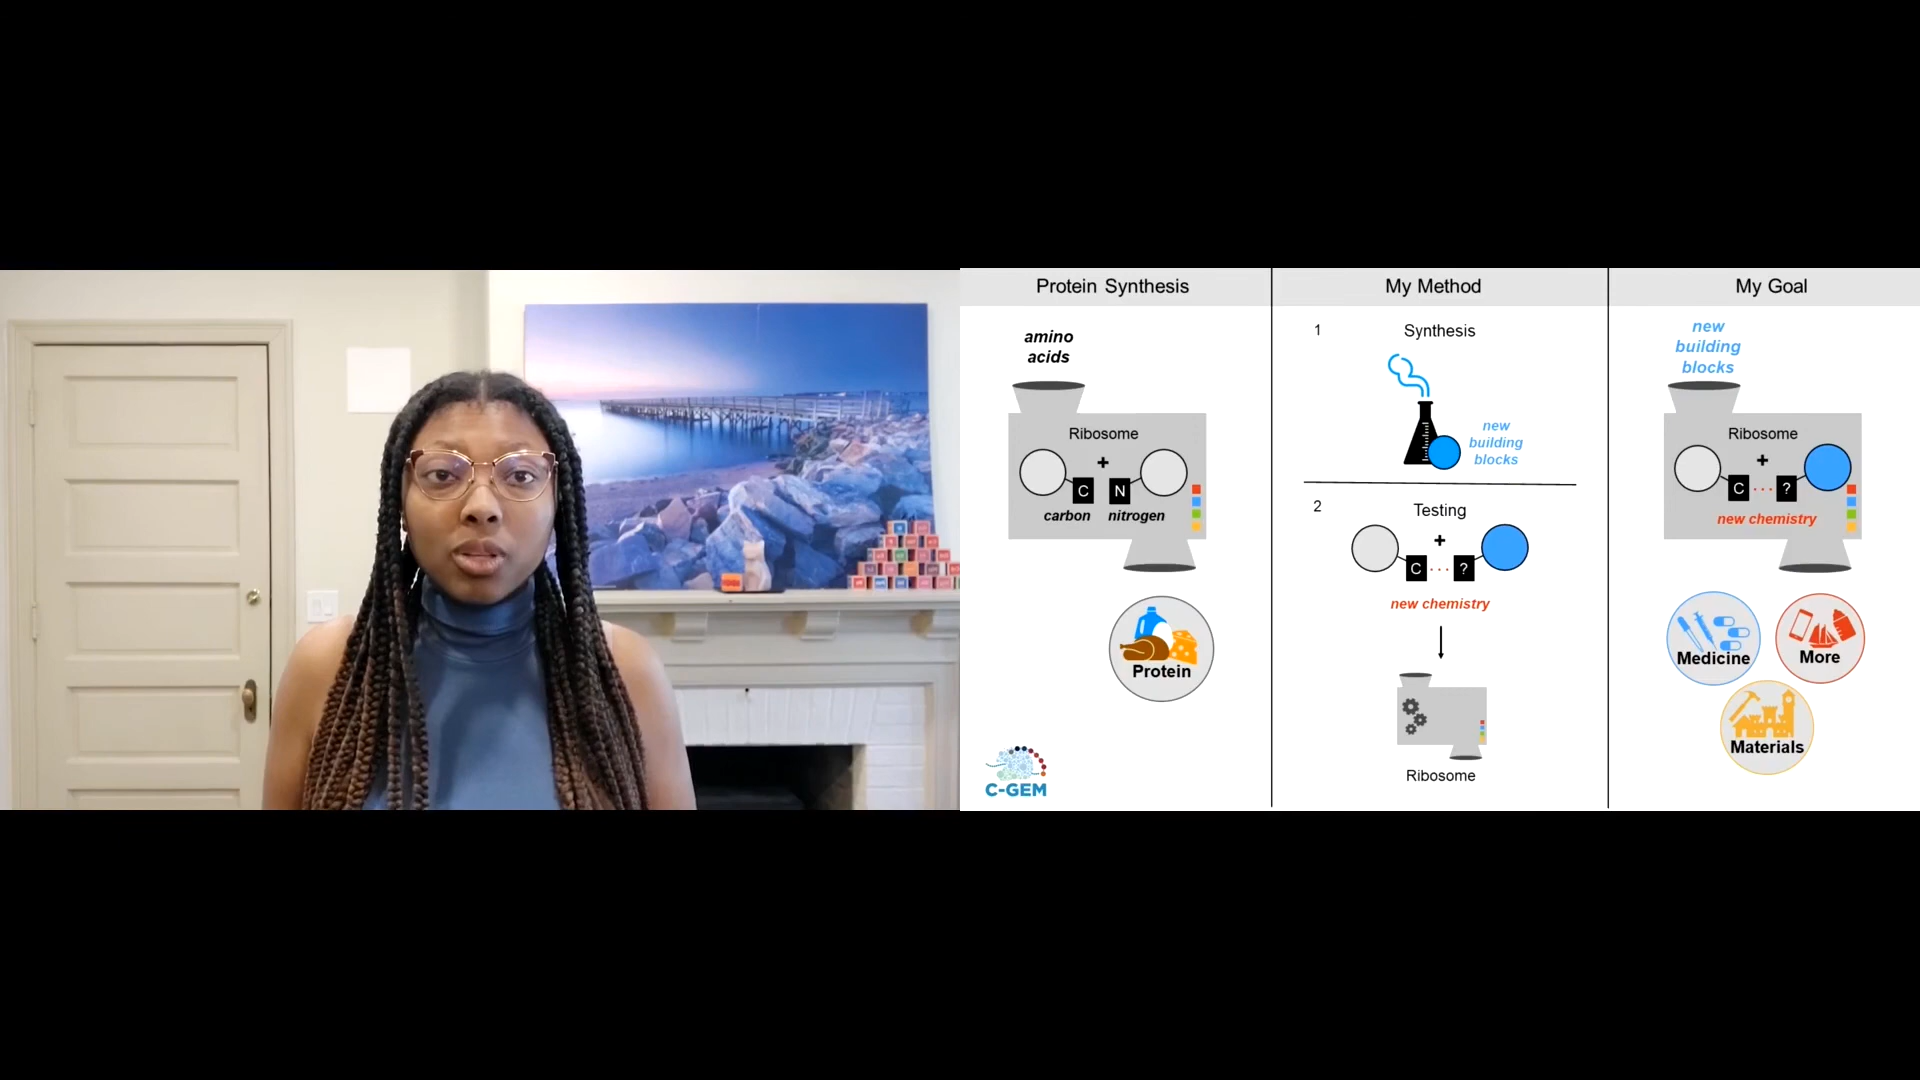 Protein Synthesis
amino
acids
Ribosome
+
C N
carbon nitrogen
Protein
C-GEM
My Method
1 Synthesis
new
building
blocks
2 Testing
+
C ... ?
new chemistry
Ribosome
My Goal
new
building
blocks
Ribosome
+
C ... ?
new chemistry
Medicine
More
Materials